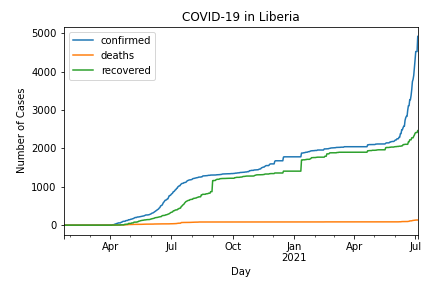 COVID-19 in Liberia
confirmed
deaths
recovered
5000
4000
3000
2000
1000
0
Number of Cases
Apr Jul Oct Jan Apr Jul
2021
Day